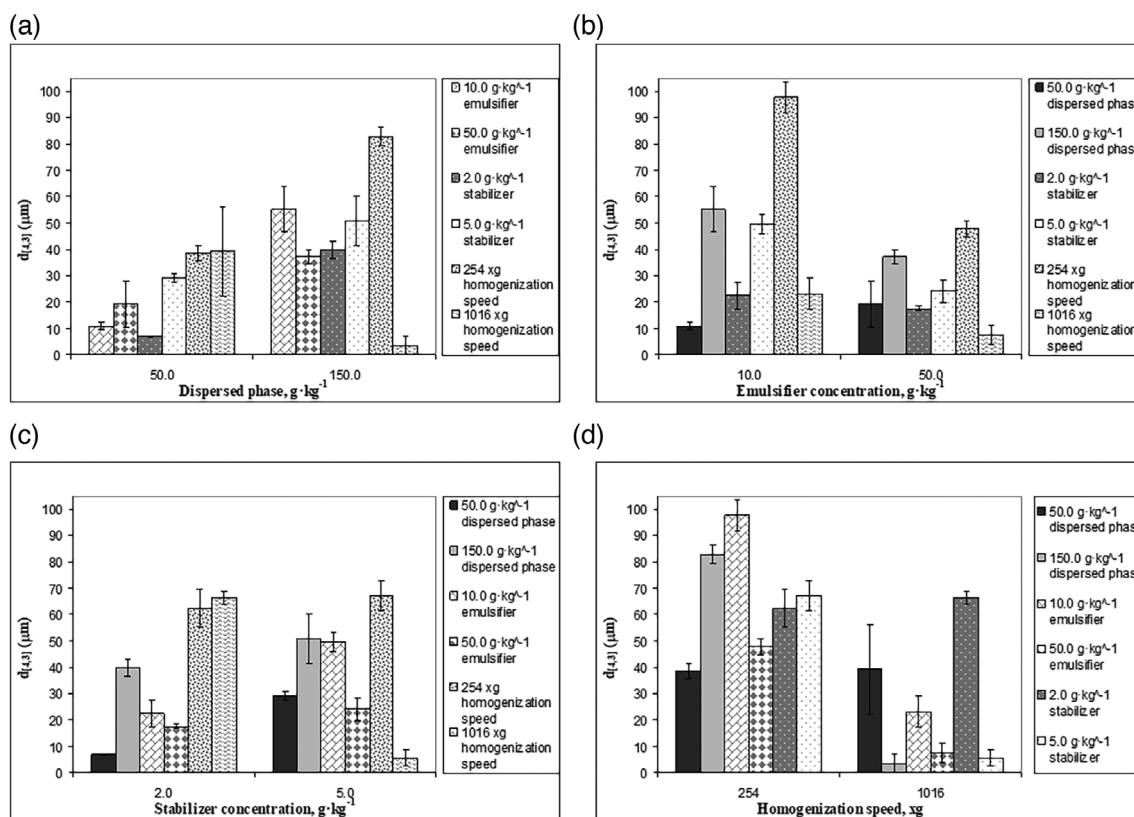 (a)
d[4,3] (μm)
100
90
80
70
60
50
40
30
20
10
0
50.0
150.0
Dispersed phase, g·kg-1
10.0 g·kg^-1
emulsifier
50.0 g·kg^-1
emulsifier
2.0 g·kg^-1
stabilizer
5.0 g·kg^-1
stabilizer
254 xg
homogenization
speed
1016 xg
homogenization
speed
(b)
d[4,3] (μm)
100
90
80
70
60
50
40
30
20
10
0
10.0
50.0
Emulsifier concentration, g·kg-1
50.0 g·kg^-1
dispersed phase
150.0 g·kg^-1
dispersed phase
2.0 g·kg^-1
stabilizer
5.0 g·kg^-1
stabilizer
254 xg
homogenization
speed
1016 xg
homogenization
speed
(c)
d[4,3] (μm)
100
90
80
70
60
50
40
30
20
10
0
2.0
5.0
Stabilizer concentration, g·kg-1
50.0 g·kg^-1
dispersed phase
150.0 g·kg^-1
dispersed phase
10.0 g·kg^-1
emulsifier
50.0 g·kg^-1
emulsifier
254 xg
homogenization
speed
1016 xg
homogenization
speed
(d)
d[4,3] (μm)
100
90
80
70
60
50
40
30
20
10
0
254
1016
Homogenization speed, xg
50.0 g·kg^-1
dispersed phase
150.0 g·kg^-1
dispersed phase
10.0 g·kg^-1
emulsifier
50.0 g·kg^-1
emulsifier
2.0 g·kg^-1
stabilizer
5.0 g·kg^-1
stabilizer